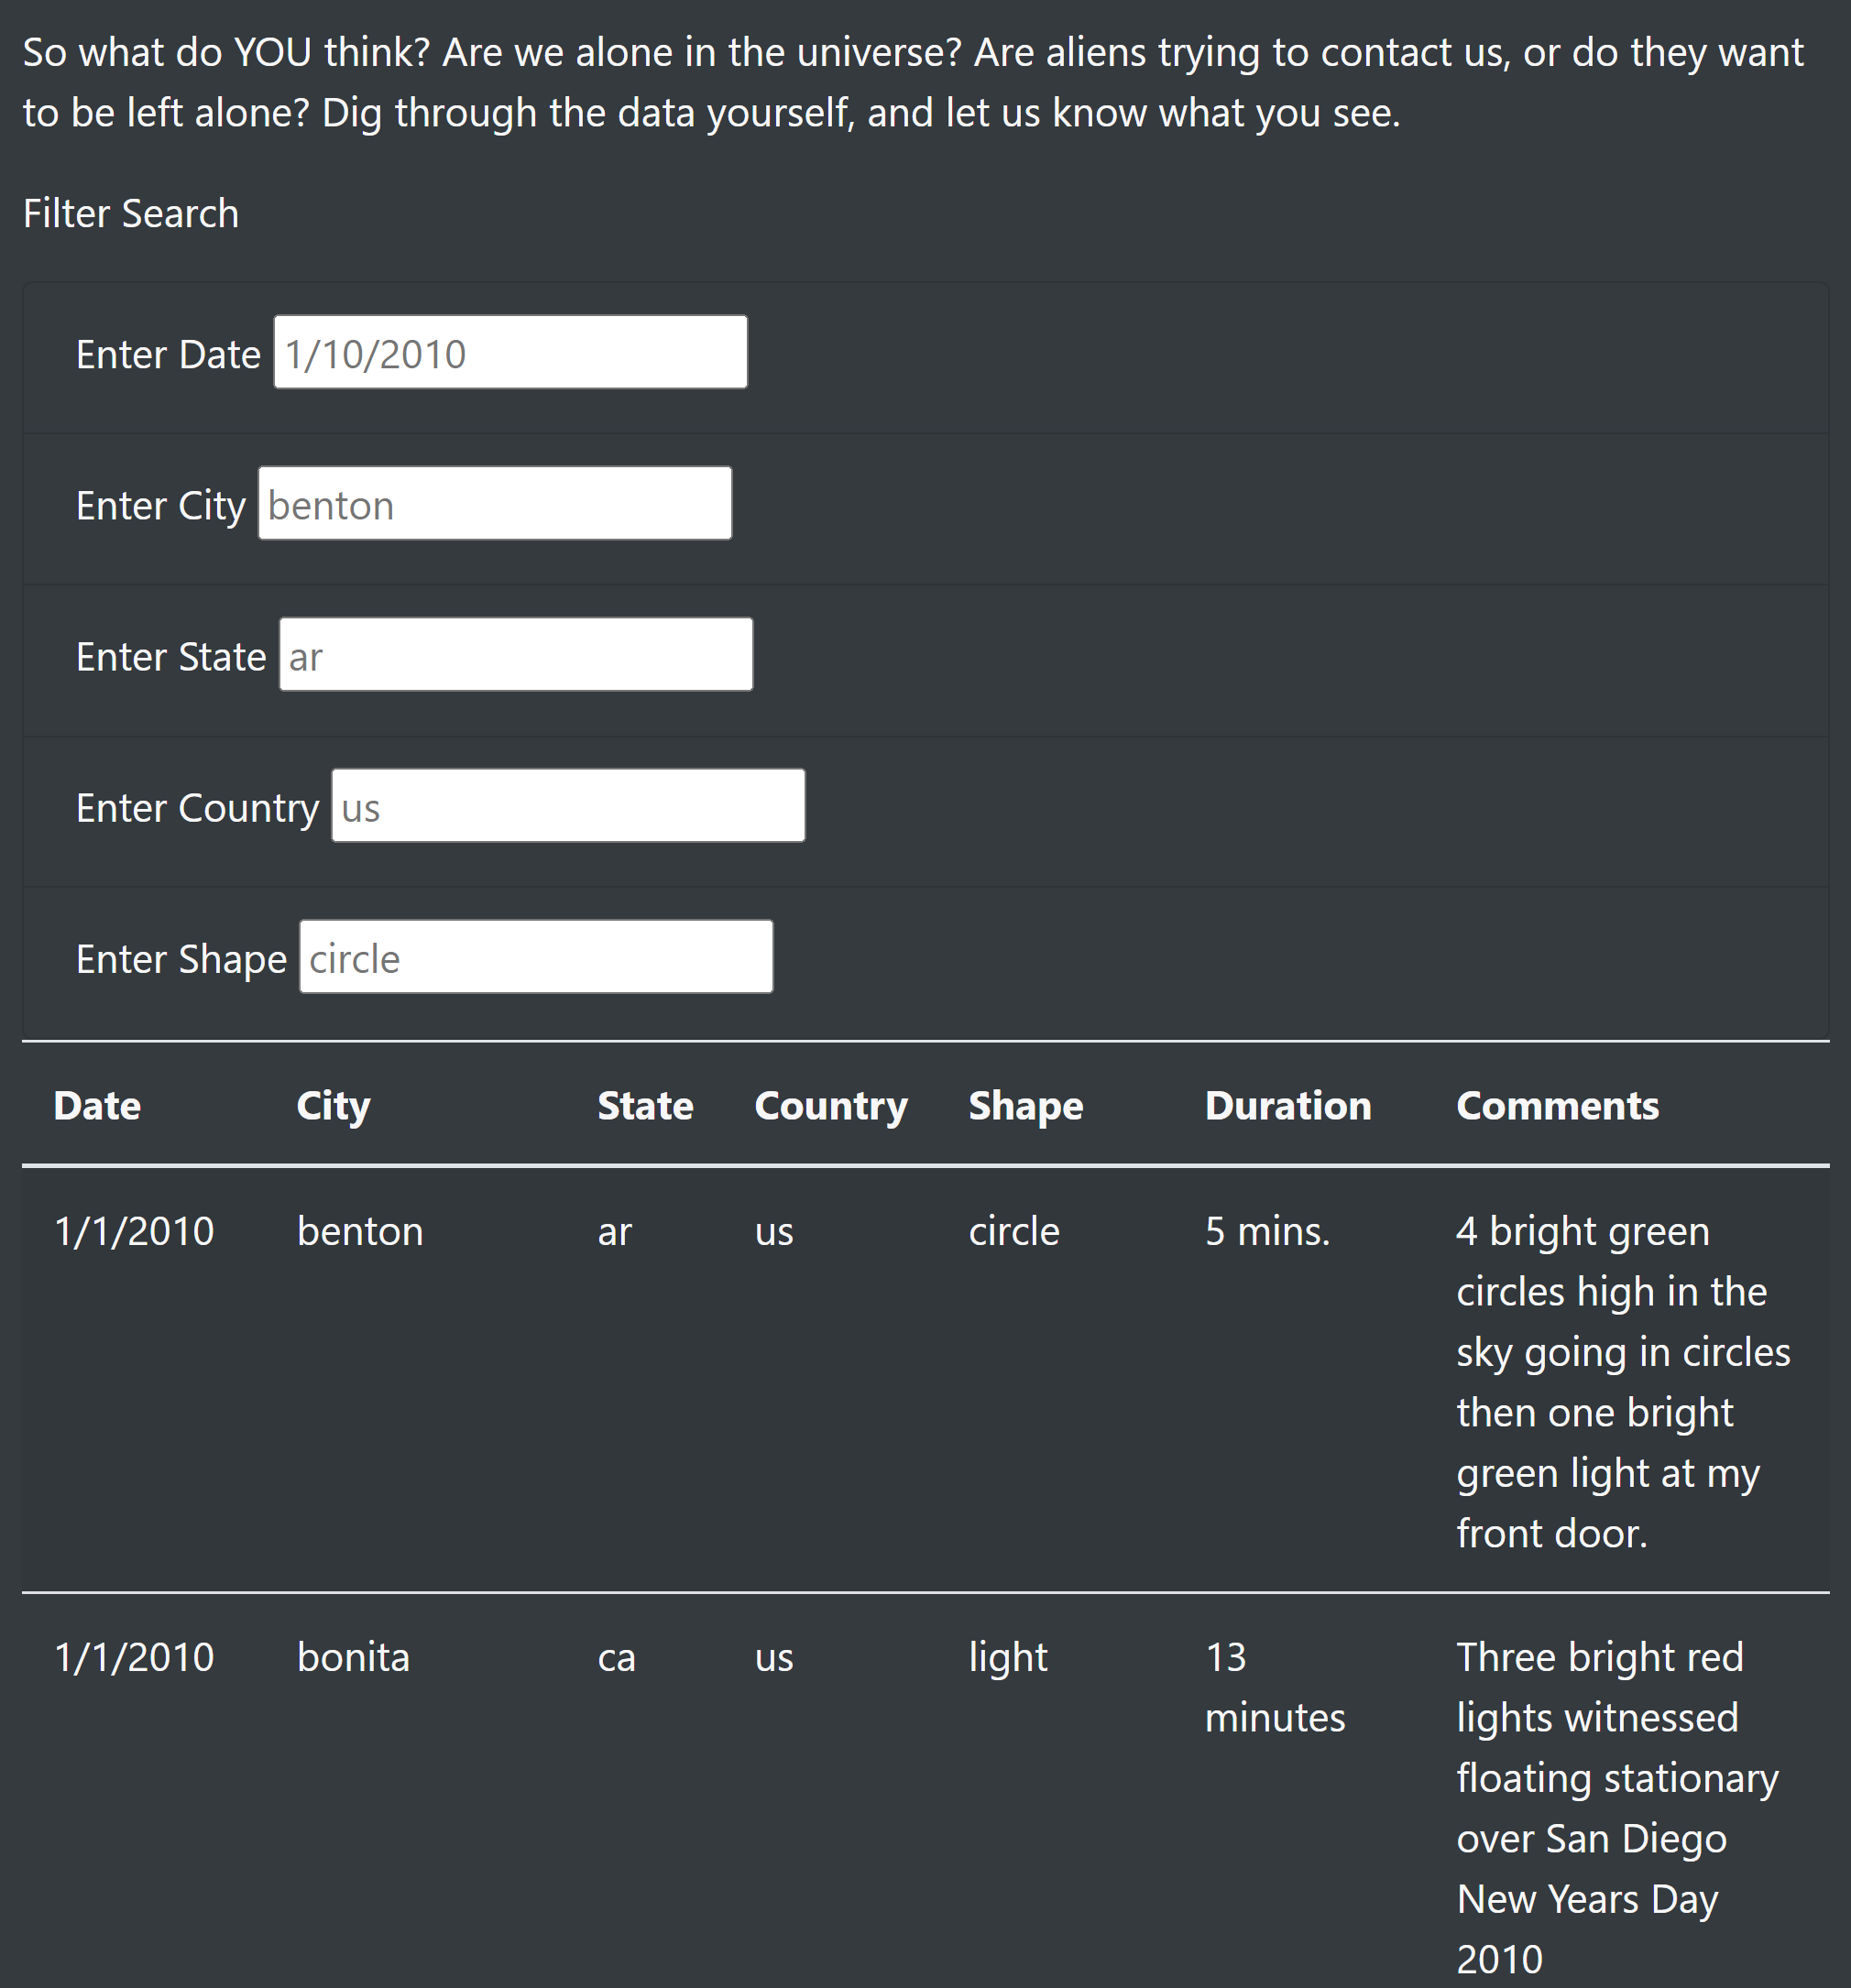 So what do YOU think? Are we alone in the universe? Are aliens trying to contact us, or do they want
to be left alone? Dig through the data yourself, and let us know what you see.
Filter Search
Enter Date 1/10/2010
Enter City benton
Enter State ar
Enter Country us
Enter Shape circle
Date City State Country Shape Duration Comments
1/1/2010 benton ar us circle 5 mins. 4 bright green
circles high in the
sky going in circles
then one bright
green light at my
front door.
1/1/2010 bonita ca us light 13 Three bright red
minutes lights witnessed
floating stationary
over San Diego
New Years Day
2010